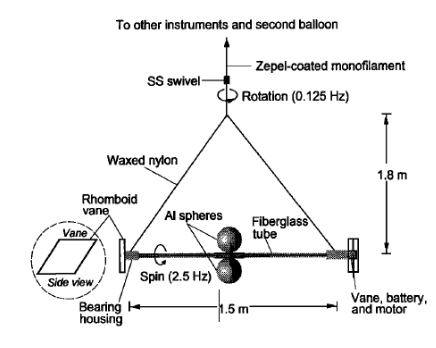 To other instruments and second balloon
Zepel-coated monofilament
SS swivel
Rotation (0.125 Hz)
Waxed nylon
1.8 m
Rhomboid
vane
Al spheres
Fiberglass
tube
Vane
Side view
Spin (2.5 Hz)
Bearing
housing
1.5 m
Vane, battery,
and motor